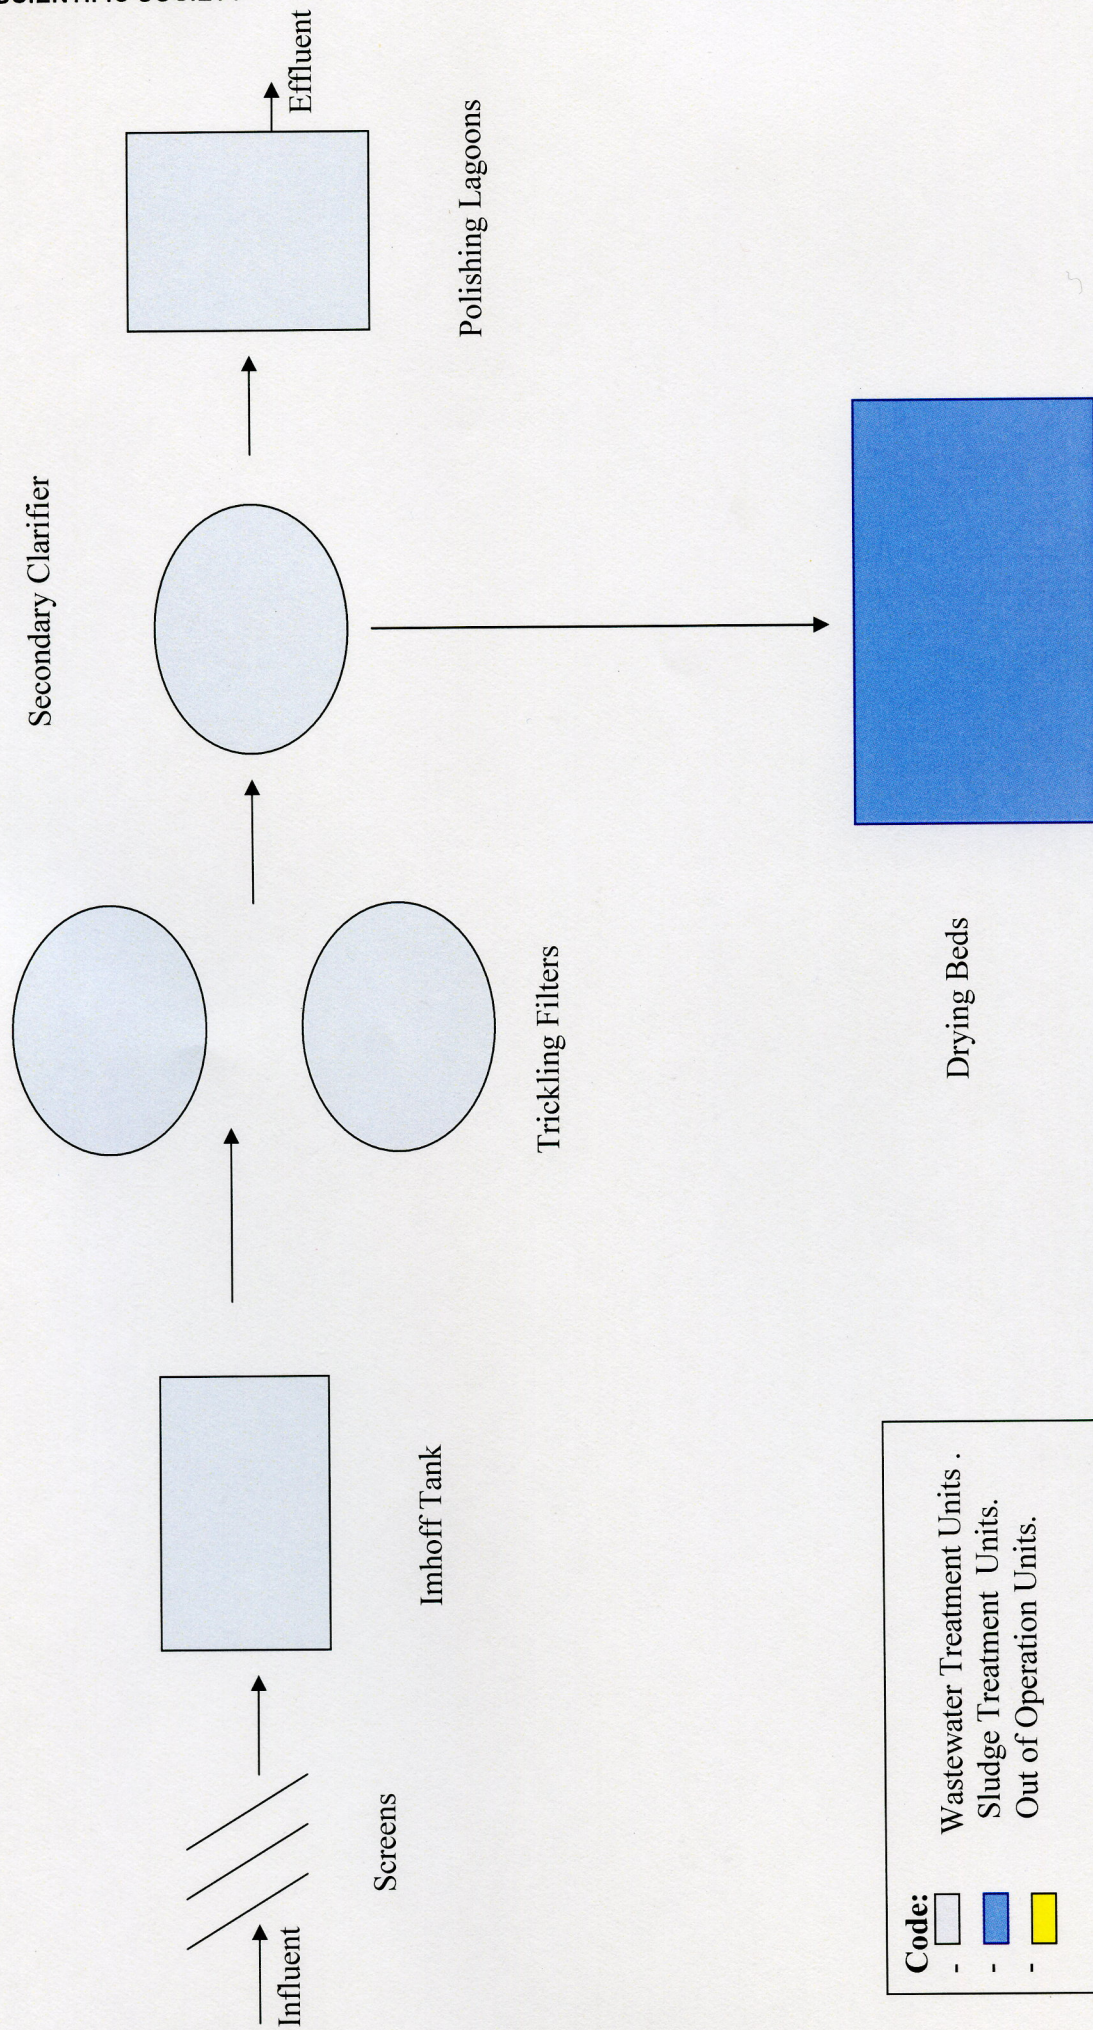 Secondary Clarifier
Effluent
Polishing Lagoons
Trickling Filters
Imhoff Tank
Screens
Influent
Drying Beds
Code:
- Wastewater Treatment Units .
- Sludge Treatment Units.
- Out of Operation Units.